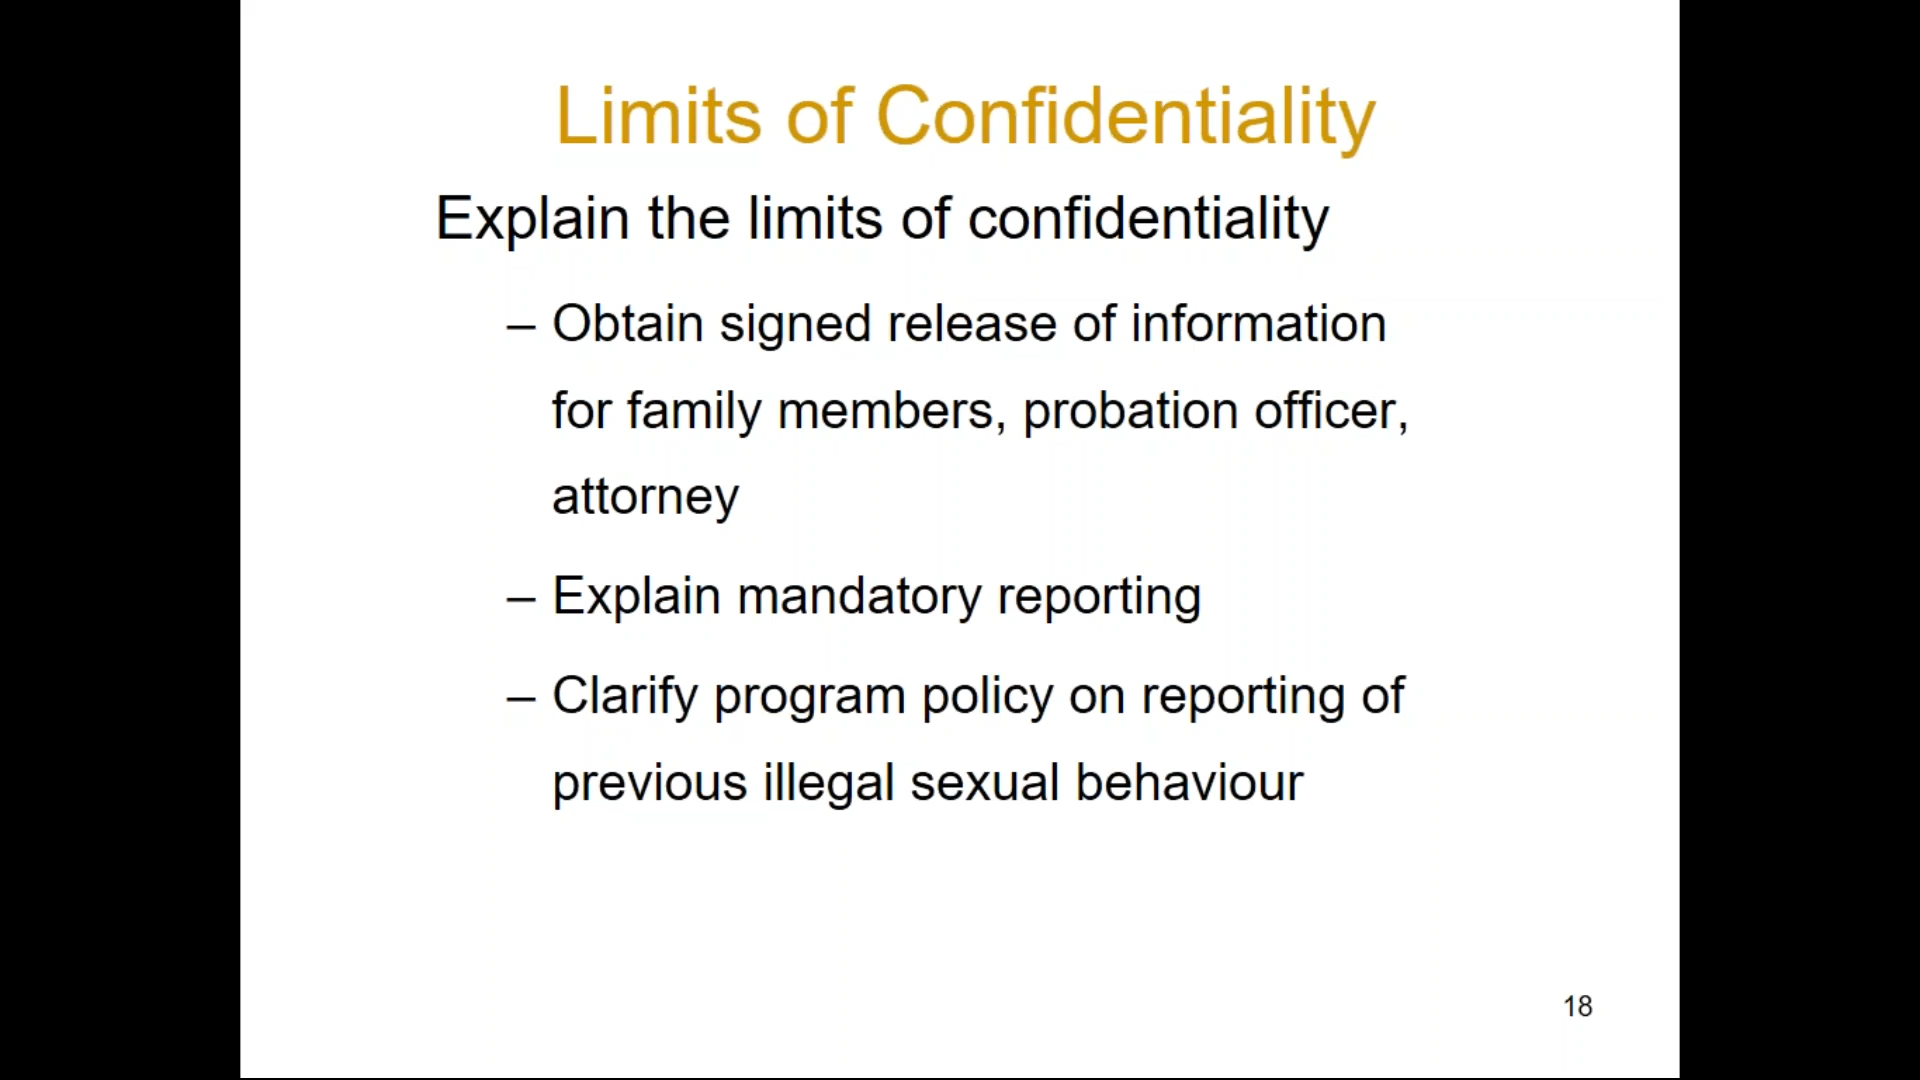 Limits of Confidentiality
Explain the limits of confidentiality
– Obtain signed release of information
for family members, probation officer,
attorney
– Explain mandatory reporting
– Clarify program policy on reporting of
previous illegal sexual behaviour
18